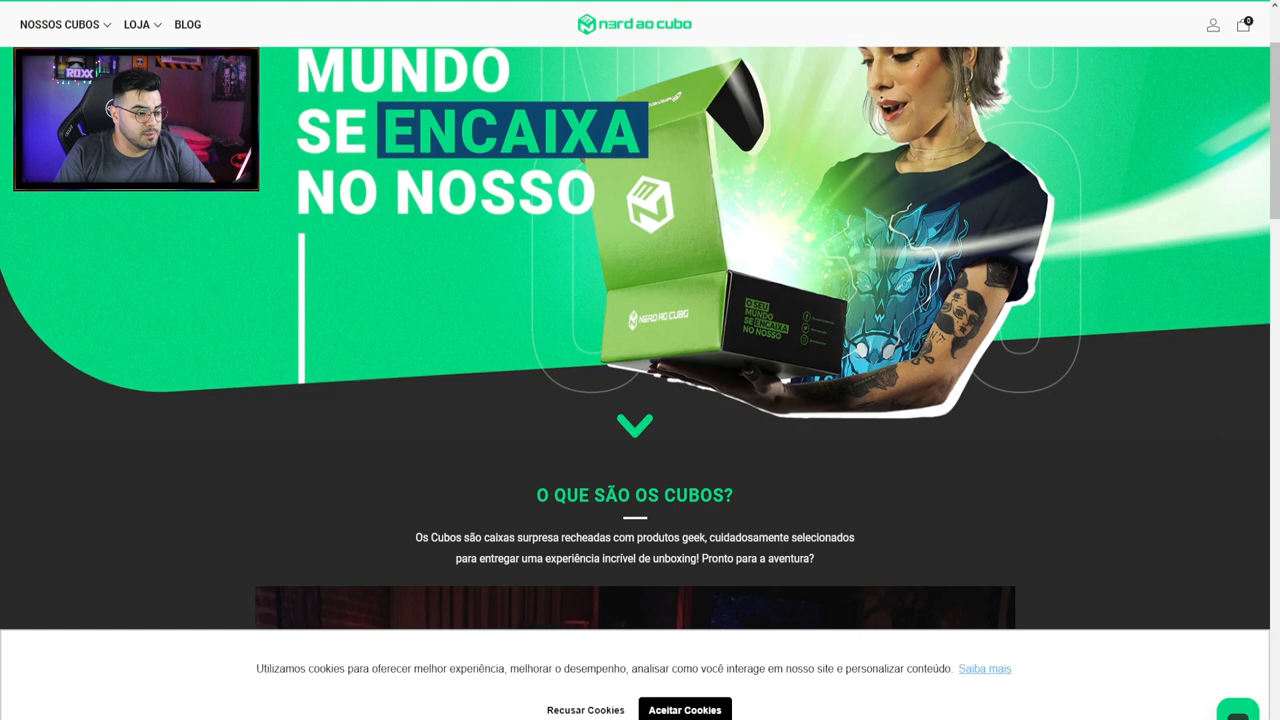 NOSSOS CUBOS
LOJA
BLOG
nerd ao cubo
0
ROXX
MUNDO
SE ENCAIXA
NO NOSSO
O SEU
MUNDO
SE ENCAIXA
NO NOSSO
NERD AO CUBO
O QUE SÃO OS CUBOS?
Os Cubos são caixas surpresa recheadas com produtos geek, cuidadosamente selecionados
para entregar uma experiência incrível de unboxing! Pronto para a aventura?
Utilizamos cookies para oferecer melhor experiência, melhorar o desempenho, analisar como você interage em nosso site e personalizar conteúdo. Saiba mais
Recusar Cookies
Aceitar Cookies